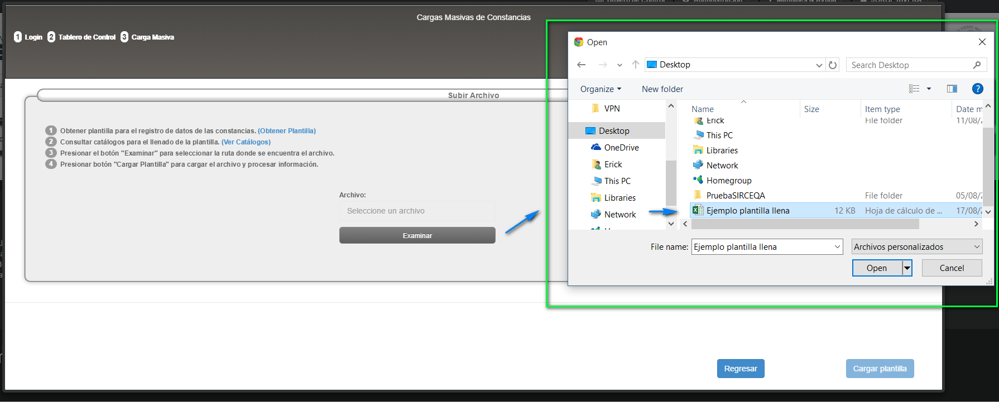 Cargas Masivas de Constancias
1 Login 2 Tablero de Control 3 Carga Masiva
Subir Archivo
1 Obtener plantilla para el registro de datos de las constancias. (Obtener Plantilla)
2 Consultar catálogos para el llenado de la plantilla. (Ver Catálogos)
3 Presionar el botón "Examinar" para seleccionar la ruta donde se encuentra el archivo.
4 Presionar botón "Cargar Plantilla" para cargar el archivo y procesar información.
Archivo:
Seleccione un archivo
Examinar
Regresar
Cargar plantilla
Open
Desktop
Search Desktop
Organize
New folder
VPN
Desktop
OneDrive
Erick
This PC
Libraries
Network
Name Size Item type Date m
Erick File folder 11/08/2
This PC
Libraries
Network
Homegroup
PruebaSIRCEQA File folder 05/08/2
Ejemplo plantilla llena 12 KB Hoja de cálculo de ... 17/08/2
File name: Ejemplo plantilla llena
Archivos personalizados
Open
Cancel